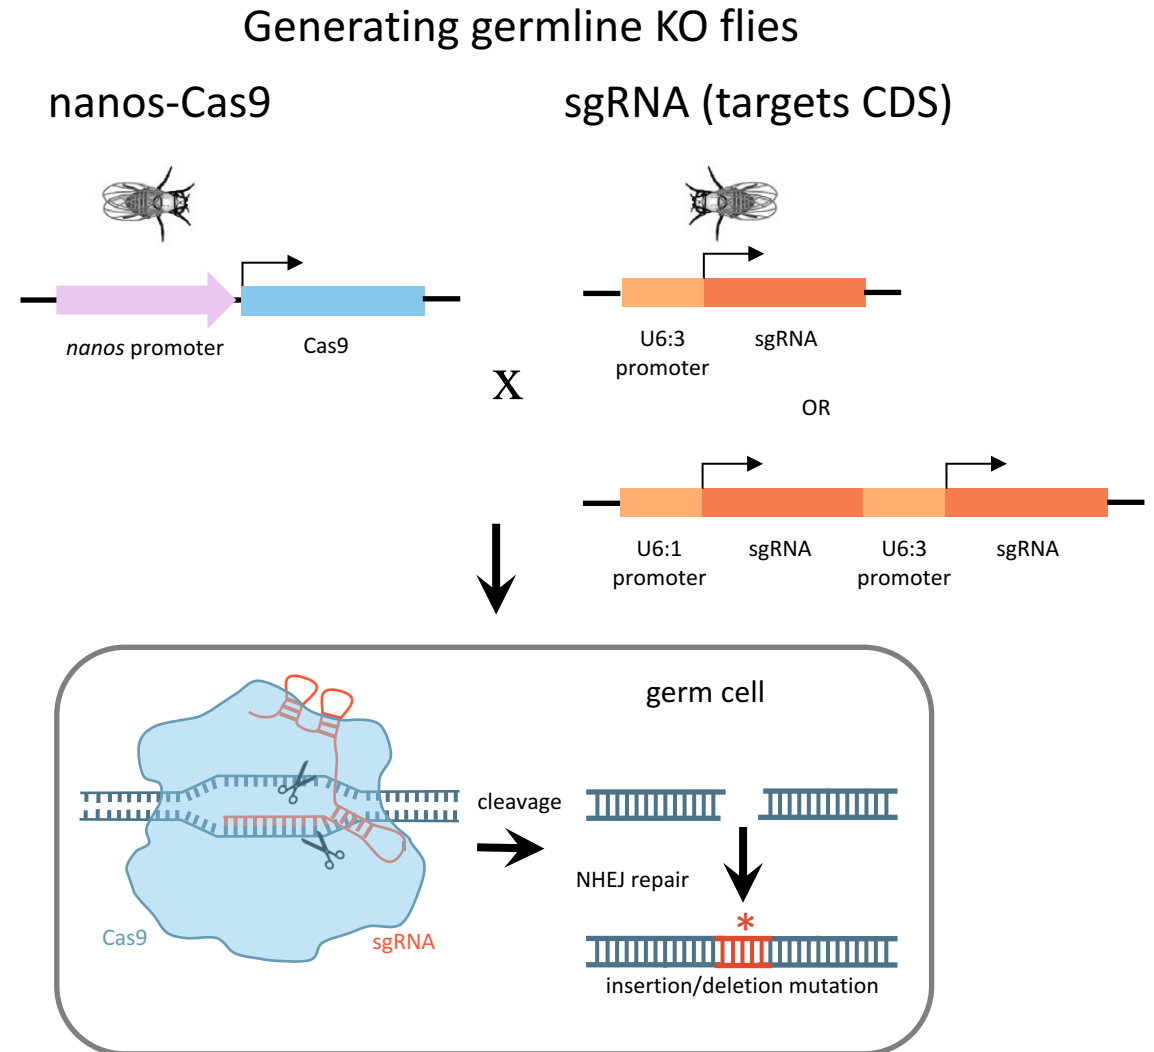 Generating germline KO flies
nanos-Cas9
sgRNA (targets CDS)
nanos promoter
Cas9
U6:3
promoter
sgRNA
X
OR
U6:1
promoter
sgRNA
U6:3
promoter
sgRNA
germ cell
cleavage
NHEJ repair
*
Cas9
sgRNA
insertion/deletion mutation